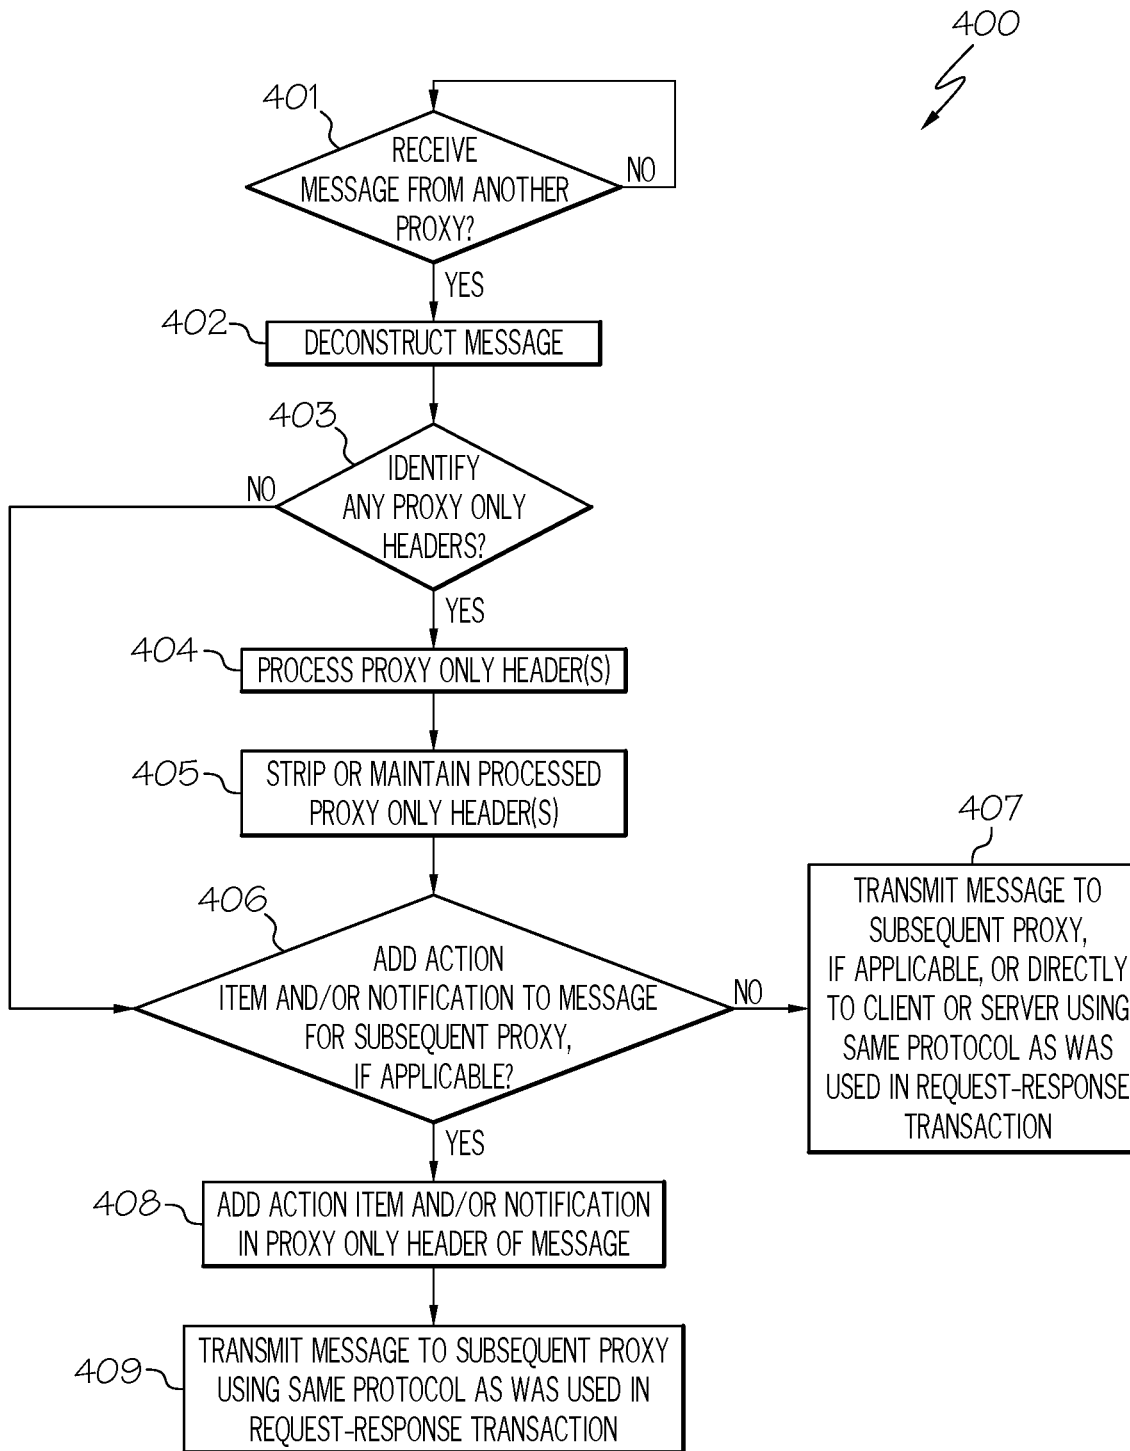 400
401
RECEIVE
MESSAGE FROM ANOTHER
PROXY?
NO
YES
402
DECONSTRUCT MESSAGE
403
IDENTIFY
ANY PROXY ONLY
HEADERS?
NO
YES
404
PROCESS PROXY ONLY HEADER(S)
405
STRIP OR MAINTAIN PROCESSED
PROXY ONLY HEADER(S)
406
ADD ACTION
ITEM AND/OR NOTIFICATION TO MESSAGE
FOR SUBSEQUENT PROXY,
IF APPLICABLE?
NO
407
TRANSMIT MESSAGE TO
SUBSEQUENT PROXY,
IF APPLICABLE, OR DIRECTLY
TO CLIENT OR SERVER USING
SAME PROTOCOL AS WAS
USED IN REQUEST-RESPONSE
TRANSACTION
YES
408
ADD ACTION ITEM AND/OR NOTIFICATION
IN PROXY ONLY HEADER OF MESSAGE
409
TRANSMIT MESSAGE TO SUBSEQUENT PROXY
USING SAME PROTOCOL AS WAS USED IN
REQUEST-RESPONSE TRANSACTION